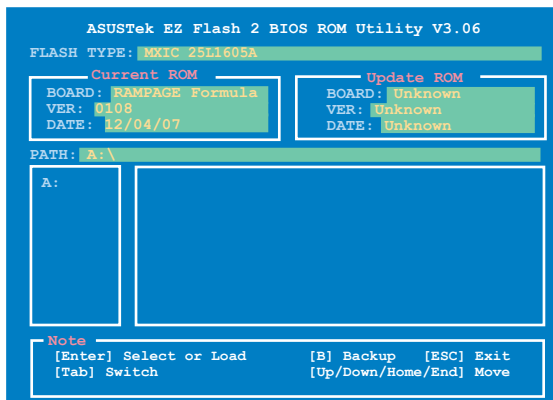 ASUSTek EZ Flash 2 BIOS ROM Utility V3.06
FLASH TYPE: MXIC 25L1605A
Current ROM
BOARD: RAMPAGE Formula
VER: 0108
DATE: 12/04/07
Update ROM
BOARD: Unknown
VER: Unknown
DATE: Unknown
PATH: A:\
A:
Note
[Enter] Select or Load [B] Backup [ESC] Exit
[Tab] Switch [Up/Down/Home/End] Move